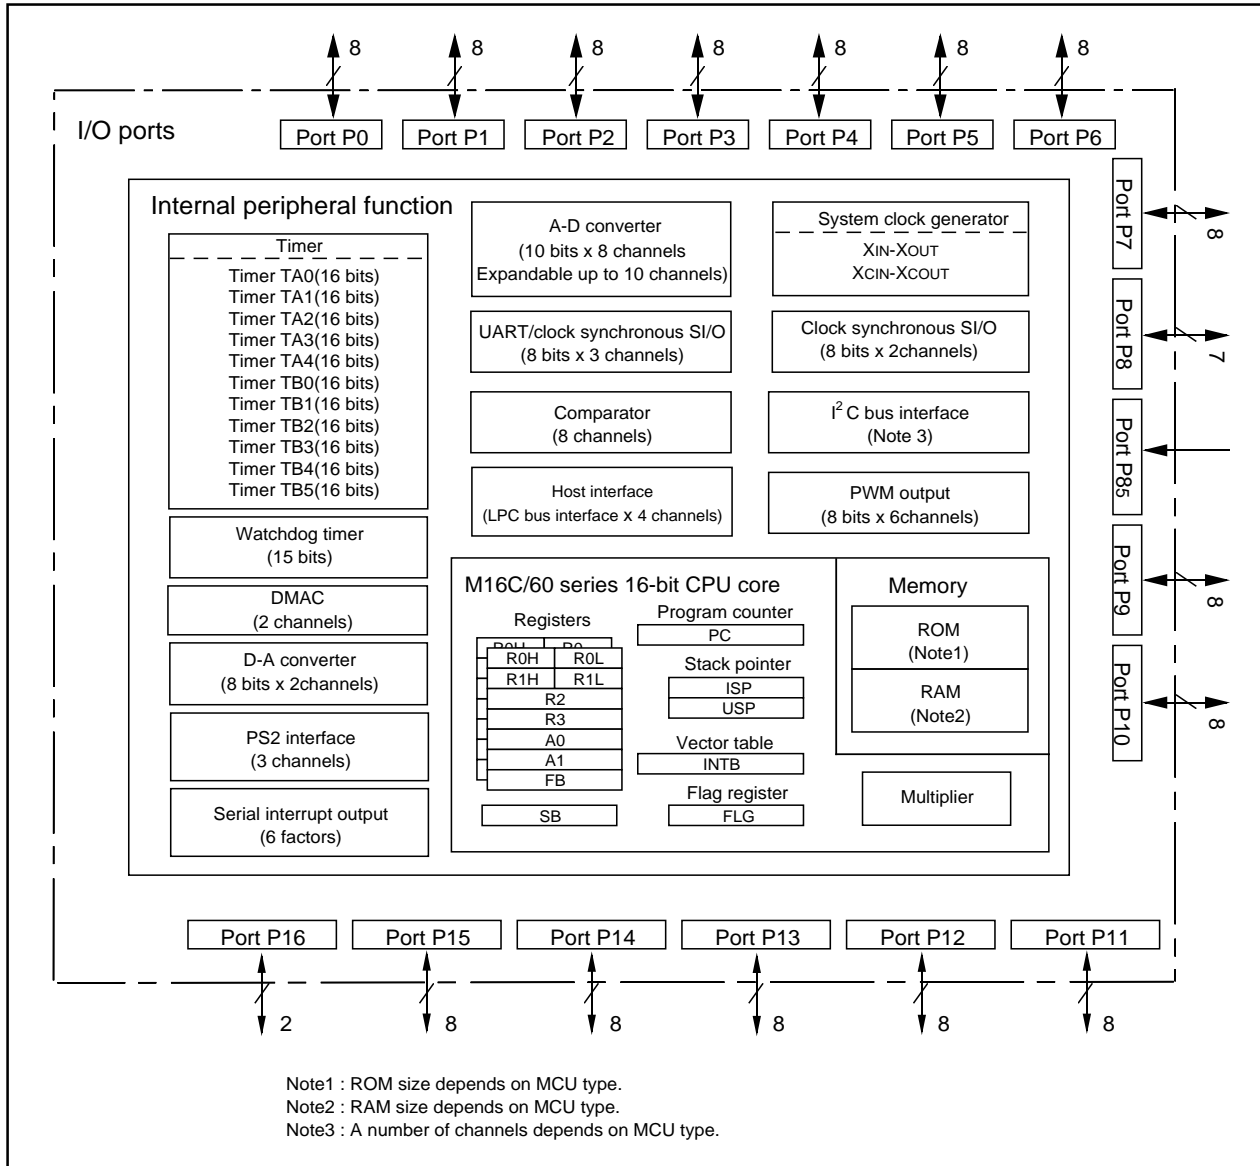 8 8 8 8 8 8 8
I/O ports
Port P0 Port P1 Port P2 Port P3 Port P4 Port P5 Port P6
Port P7
8
Port P8
7
Port P85
Port P9
8
Port P10
8
Internal peripheral function
Timer
Timer TA0(16 bits)
Timer TA1(16 bits)
Timer TA2(16 bits)
Timer TA3(16 bits)
Timer TA4(16 bits)
Timer TB0(16 bits)
Timer TB1(16 bits)
Timer TB2(16 bits)
Timer TB3(16 bits)
Timer TB4(16 bits)
Timer TB5(16 bits)
Watchdog timer
(15 bits)
DMAC
(2 channels)
D-A converter
(8 bits x 2channels)
PS2 interface
(3 channels)
Serial interrupt output
(6 factors)
A-D converter
(10 bits x 8 channels
Expandable up to 10 channels)
UART/clock synchronous SI/O
(8 bits x 3 channels)
Comparator
(8 channels)
Host interface
(LPC bus interface x 4 channels)
System clock generator
XIN-XOUT
XCIN-XCOUT
Clock synchronous SI/O
(8 bits x 2channels)
I2 C bus interface
(Note 3)
PWM output
(8 bits x 6channels)
M16C/60 series 16-bit CPU core
Registers
R0H R0
R0H R0L
R1H R1L
R2
R3
A0
A1
FB
SB
Program counter
PC
Stack pointer
ISP
USP
Vector table
INTB
Flag register
FLG
Memory
ROM
(Note1)
RAM
(Note2)
Multiplier
Port P16 Port P15 Port P14 Port P13 Port P12 Port P11
2 8 8 8 8 8
Note1 : ROM size depends on MCU type.
Note2 : RAM size depends on MCU type.
Note3 : A number of channels depends on MCU type.